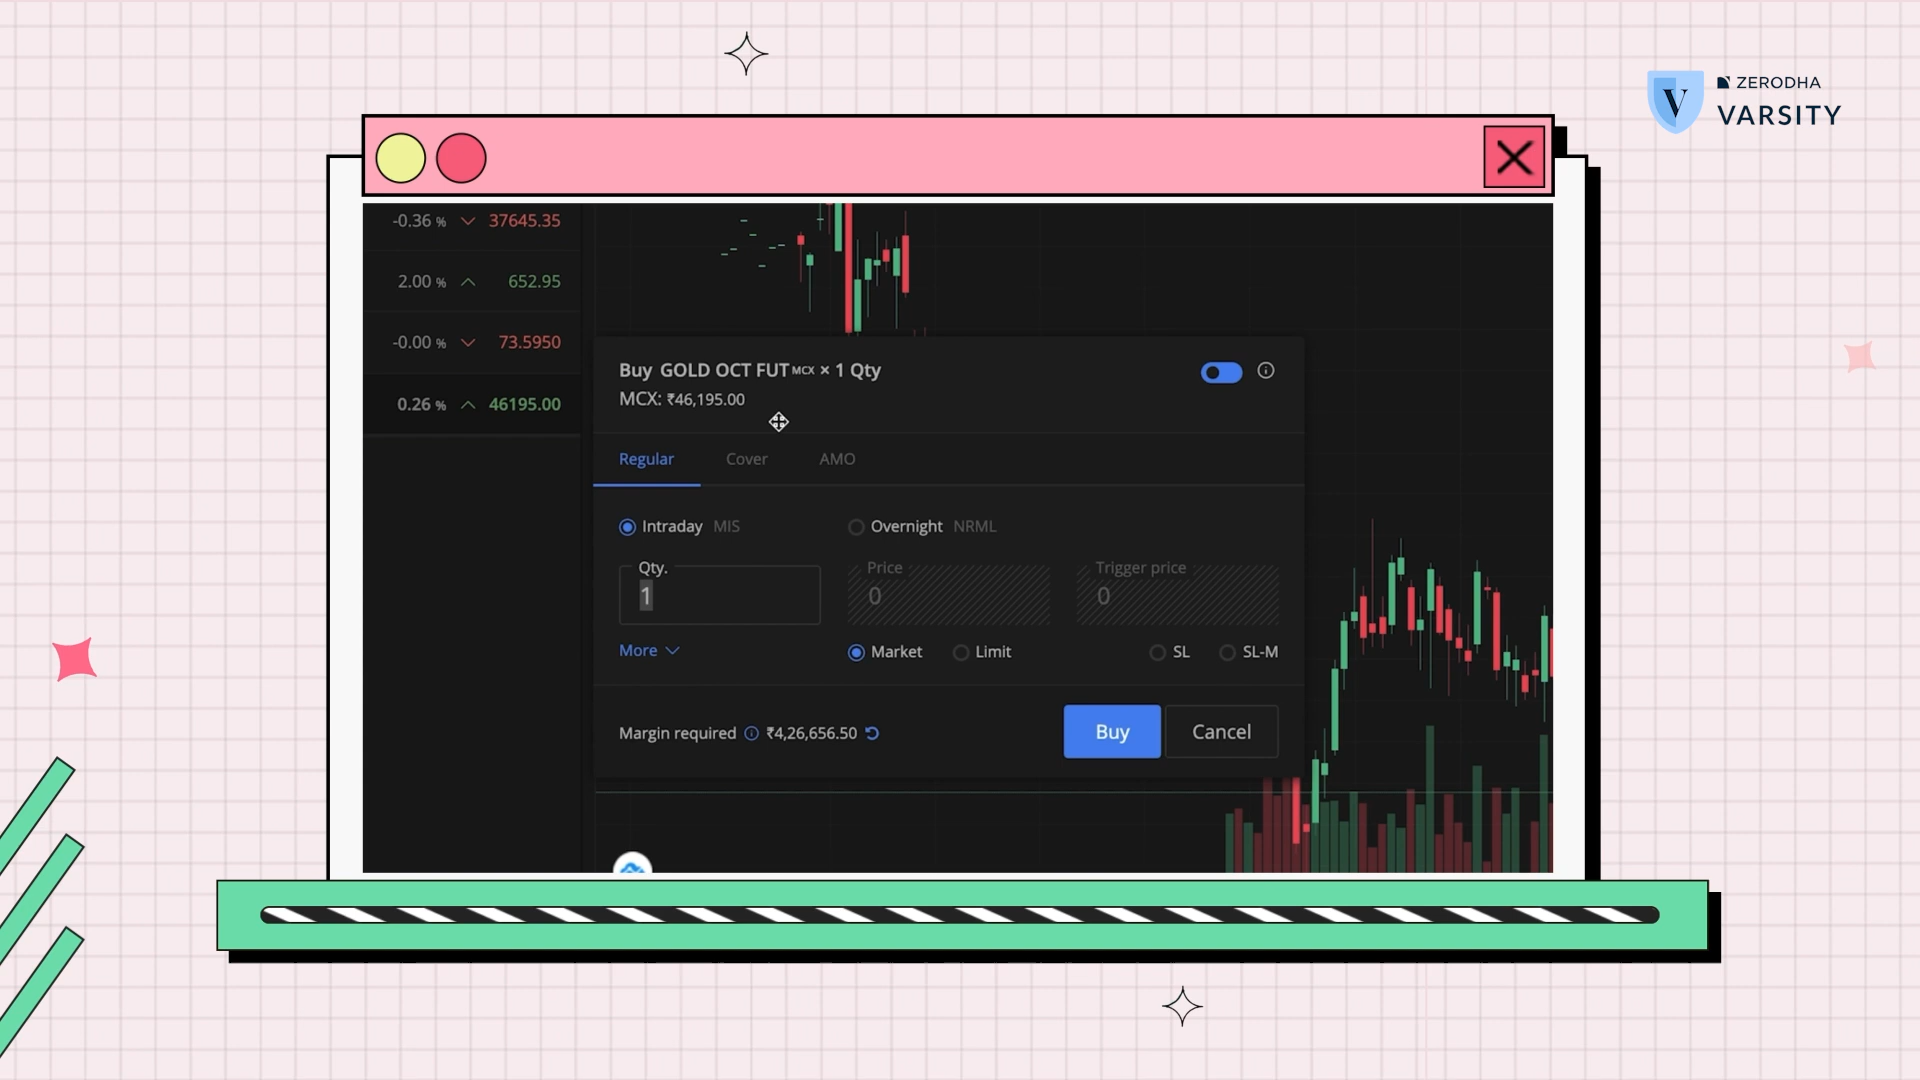 ZERODHA
V VARSITY
-0.36 % 37645.35
2.00 % 652.95
-0.00 % 73.5950
0.26 % 46195.00
Buy GOLD OCT FUT MCX × 1 Qty
MCX: ₹46,195.00
Regular Cover AMO
Intraday MIS Overnight NRML
Qty. Price Trigger price
1 0 0
More Market Limit SL SL-M
Margin required ₹4,26,656.50 Buy Cancel